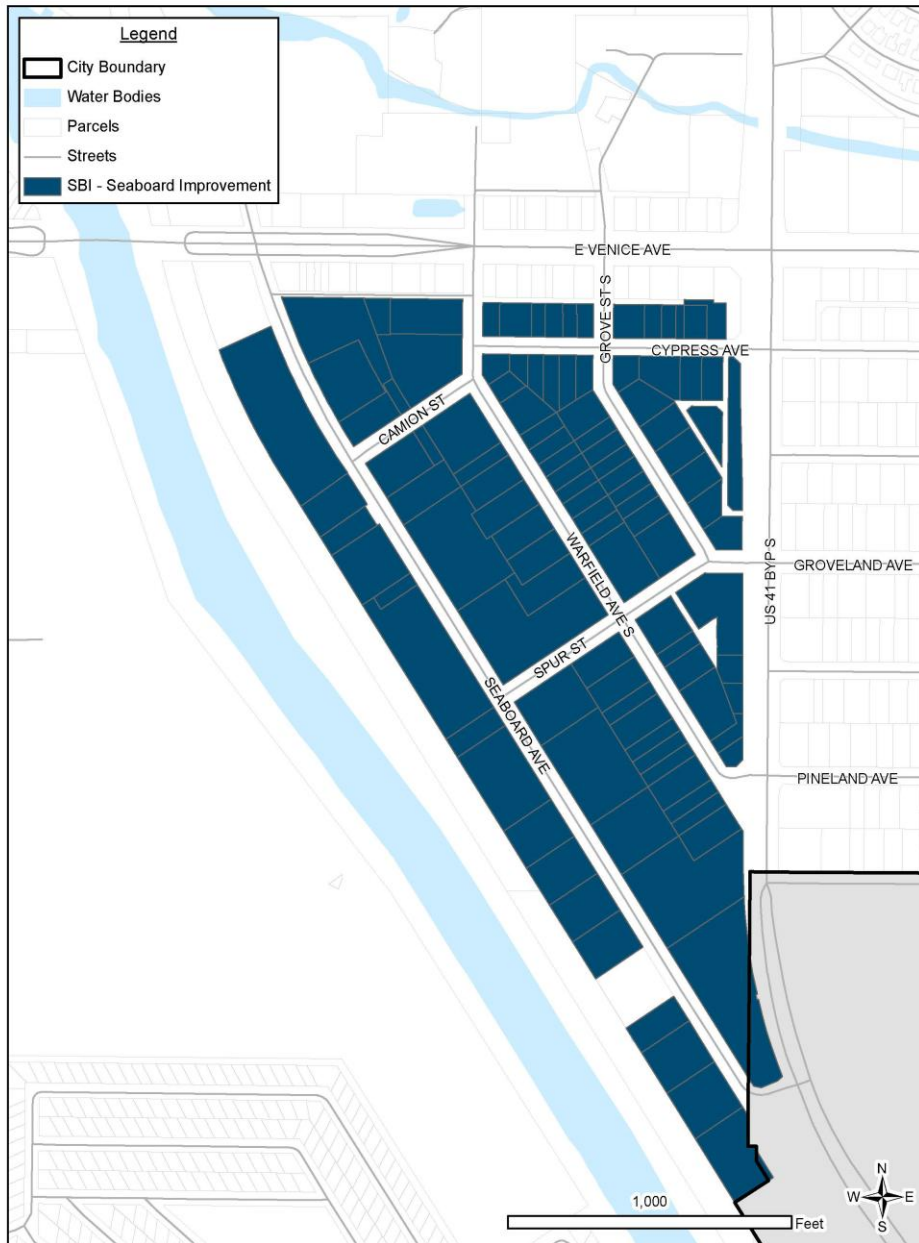 Legend
City Boundary
Water Bodies
Parcels
Streets
SBI - Seaboard Improvement
E VENICE AVE
GROVE ST S
CYPRESS AVE
CAMION ST
WARFIELD AVE S
US 41 BYP S
GROVELAND AVE
SPUR ST
SEABOARD AVE
PINELAND AVE
N
W
E
S
1,000
Feet